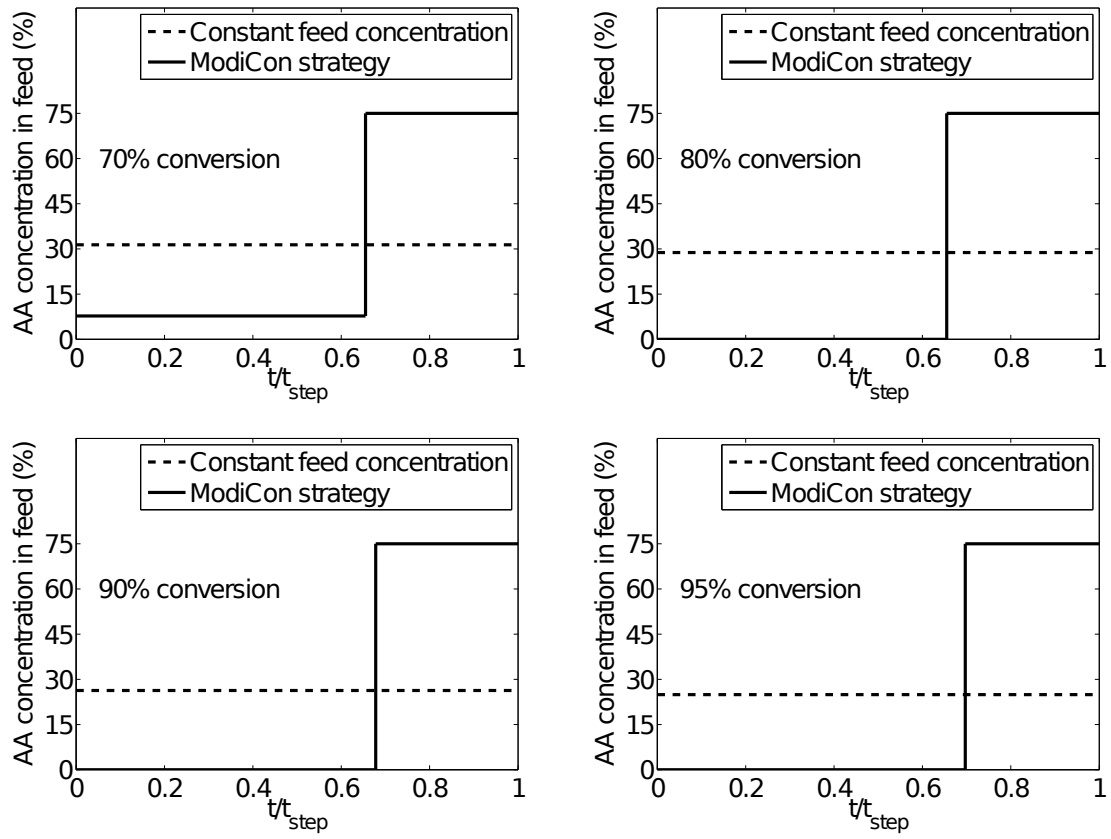 AA concentration in feed (%)
75
60
45
30
15
0
Constant feed concentration
ModiCon strategy
70% conversion
0
0.2
0.4
0.6
0.8
1
t/tstep
AA concentration in feed (%)
75
60
45
30
15
0
Constant feed concentration
ModiCon strategy
80% conversion
0
0.2
0.4
0.6
0.8
1
t/tstep
AA concentration in feed (%)
75
60
45
30
15
0
Constant feed concentration
ModiCon strategy
90% conversion
0
0.2
0.4
0.6
0.8
1
t/tstep
AA concentration in feed (%)
75
60
45
30
15
0
Constant feed concentration
ModiCon strategy
95% conversion
0
0.2
0.4
0.6
0.8
1
t/tstep